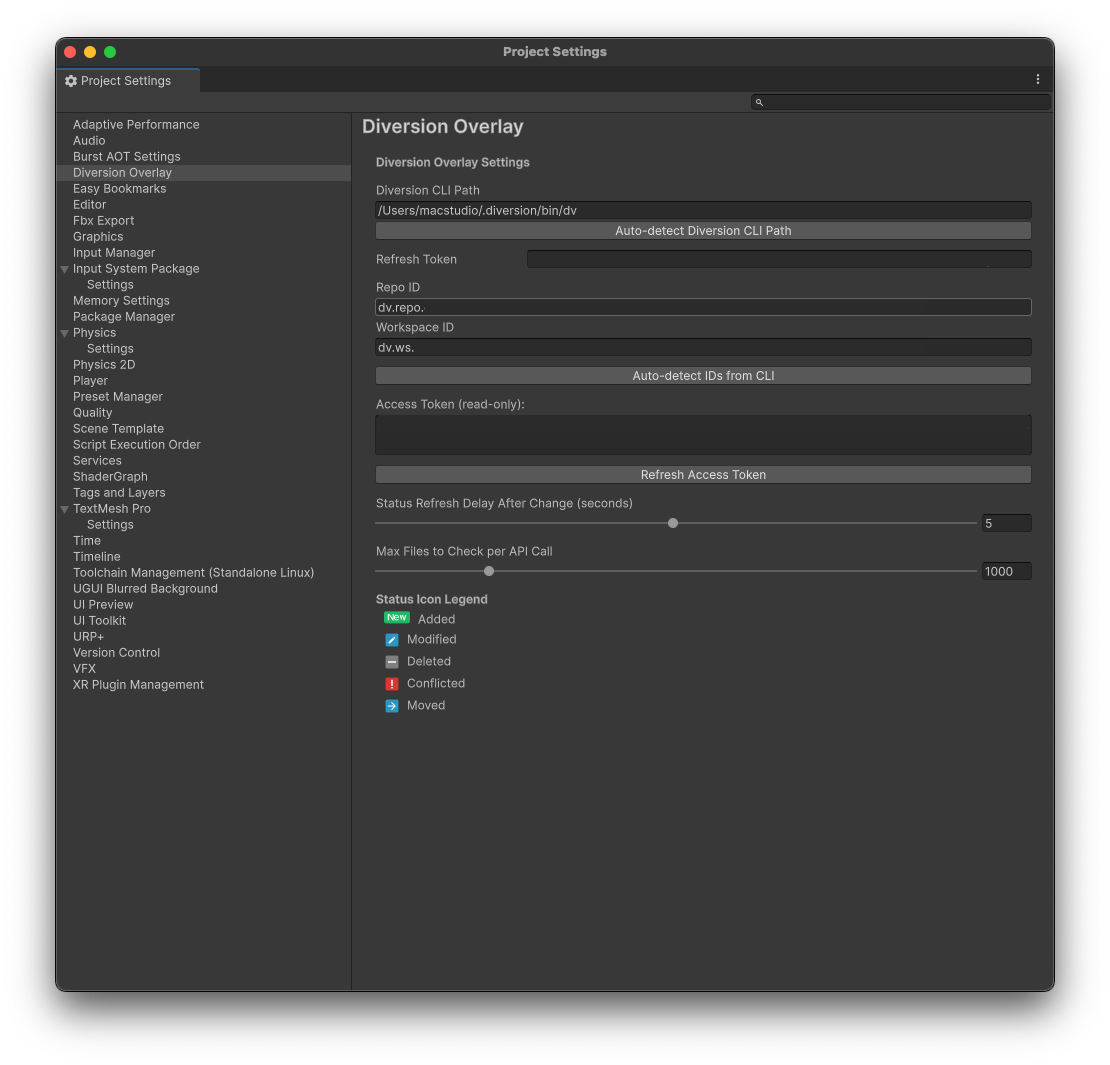 Project Settings
Project Settings
Adaptive Performance
Audio
Burst AOT Settings
Diversion Overlay
Easy Bookmarks
Editor
Fbx Export
Graphics
Input Manager
Input System Package
Settings
Memory Settings
Package Manager
Physics
Settings
Physics 2D
Player
Preset Manager
Quality
Scene Template
Script Execution Order
Services
ShaderGraph
Tags and Layers
TextMesh Pro
Settings
Time
Timeline
Toolchain Management (Standalone Linux)
UGUI Blurred Background
UI Preview
UI Toolkit
URP+
Version Control
VFX
XR Plugin Management
Diversion Overlay
Diversion Overlay Settings
Diversion CLI Path
/Users/macstudio/.diversion/bin/dv
Auto-detect Diversion CLI Path
Refresh Token
Repo ID
dv.repo.
Workspace ID
dv.ws.
Auto-detect IDs from CLI
Access Token (read-only):
Refresh Access Token
Status Refresh Delay After Change (seconds)
5
Max Files to Check per API Call
1000
Status Icon Legend
New Added
Modified
Deleted
! Conflicted
Moved